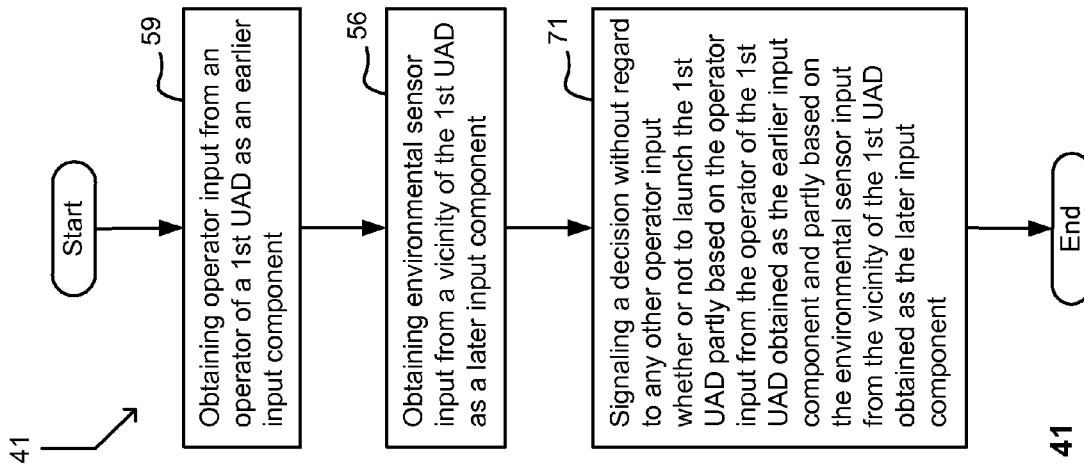 41
Start
59
Obtaining operator input from an
operator of a 1st UAD as an earlier
input component
56
Obtaining environmental sensor
input from a vicinity of the 1st UAD
as a later input component
71
Signaling a decision without regard
to any other operator input
whether or not to launch the 1st
UAD partly based on the operator
input from the operator of the 1st
UAD obtained as the earlier input
component and partly based on
the environmental sensor input
from the vicinity of the 1st UAD
obtained as the later input
component
End
41